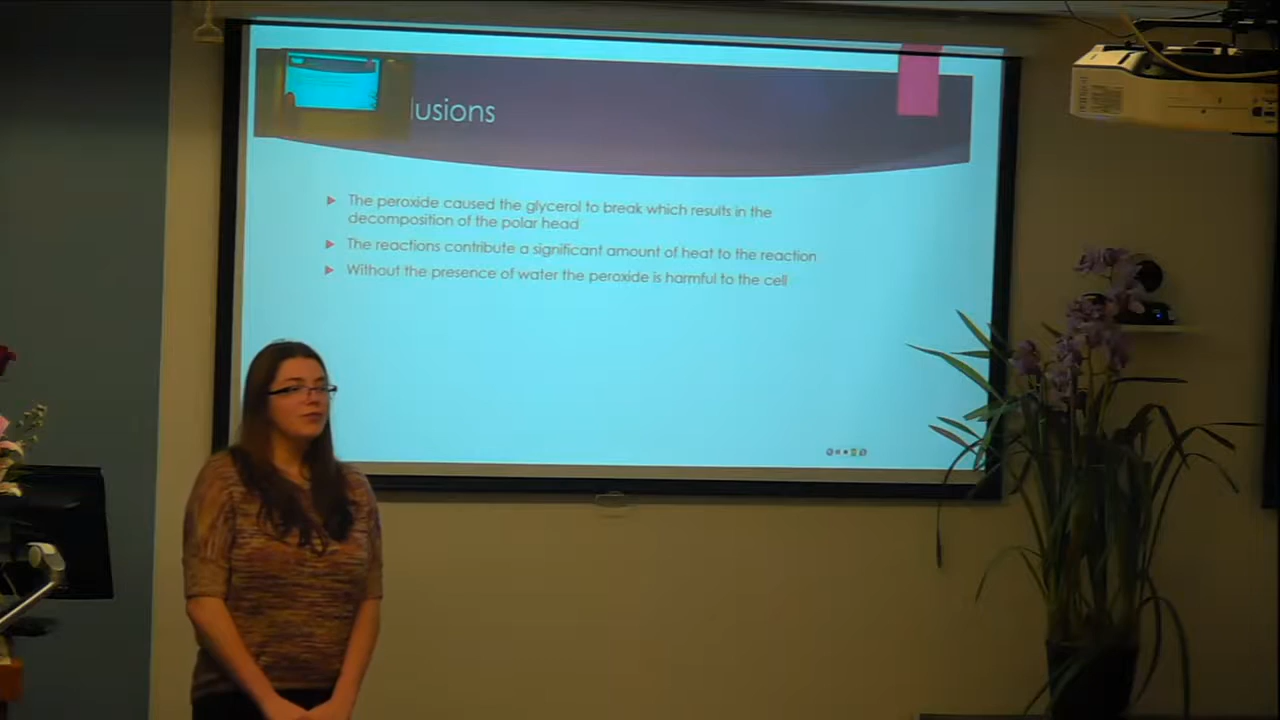 lusions
The peroxide caused the glycerol to break which results in the
decomposition of the polar head
The reactions contribute a significant amount of heat to the reaction
Without the presence of water the peroxide is harmful to the cell